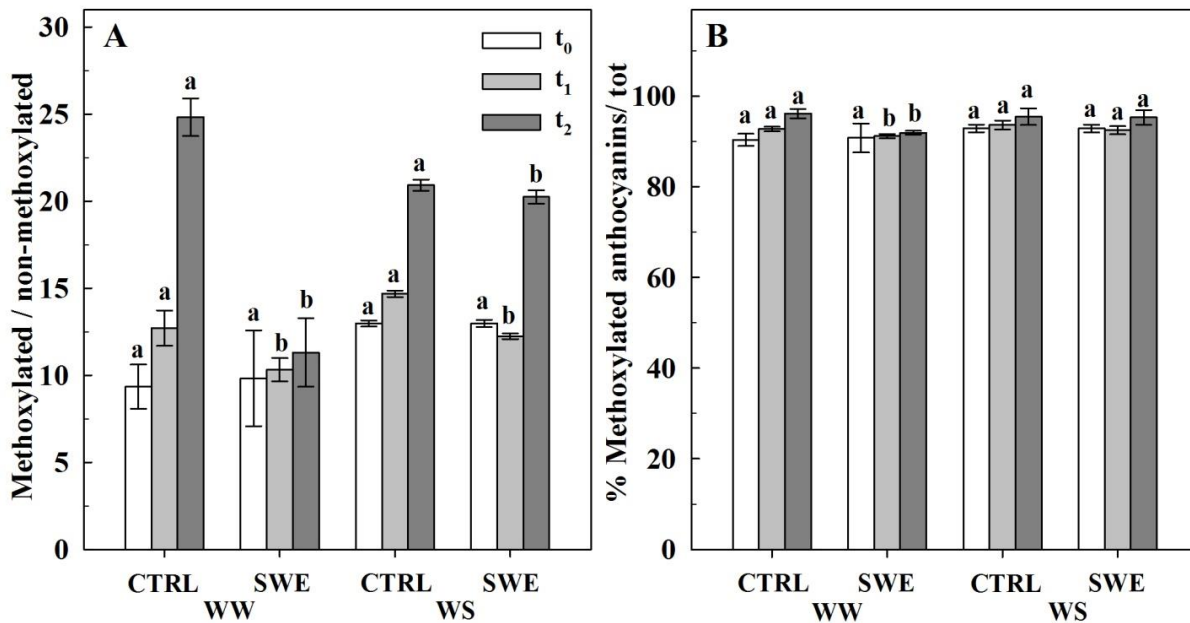 A
Methoxylated / non-methoxylated
30
25
20
15
10
5
0
t0
t1
t2
a
a
a
a
b
b
a
a
a
a
b
b
CTRL SWE CTRL SWE
WW WS
B
% Methoxylated anthocyanins/ tot
100
80
60
40
20
0
a
a
a
a
b
b
a
a
a
a
a
a
CTRL SWE CTRL SWE
WW WS